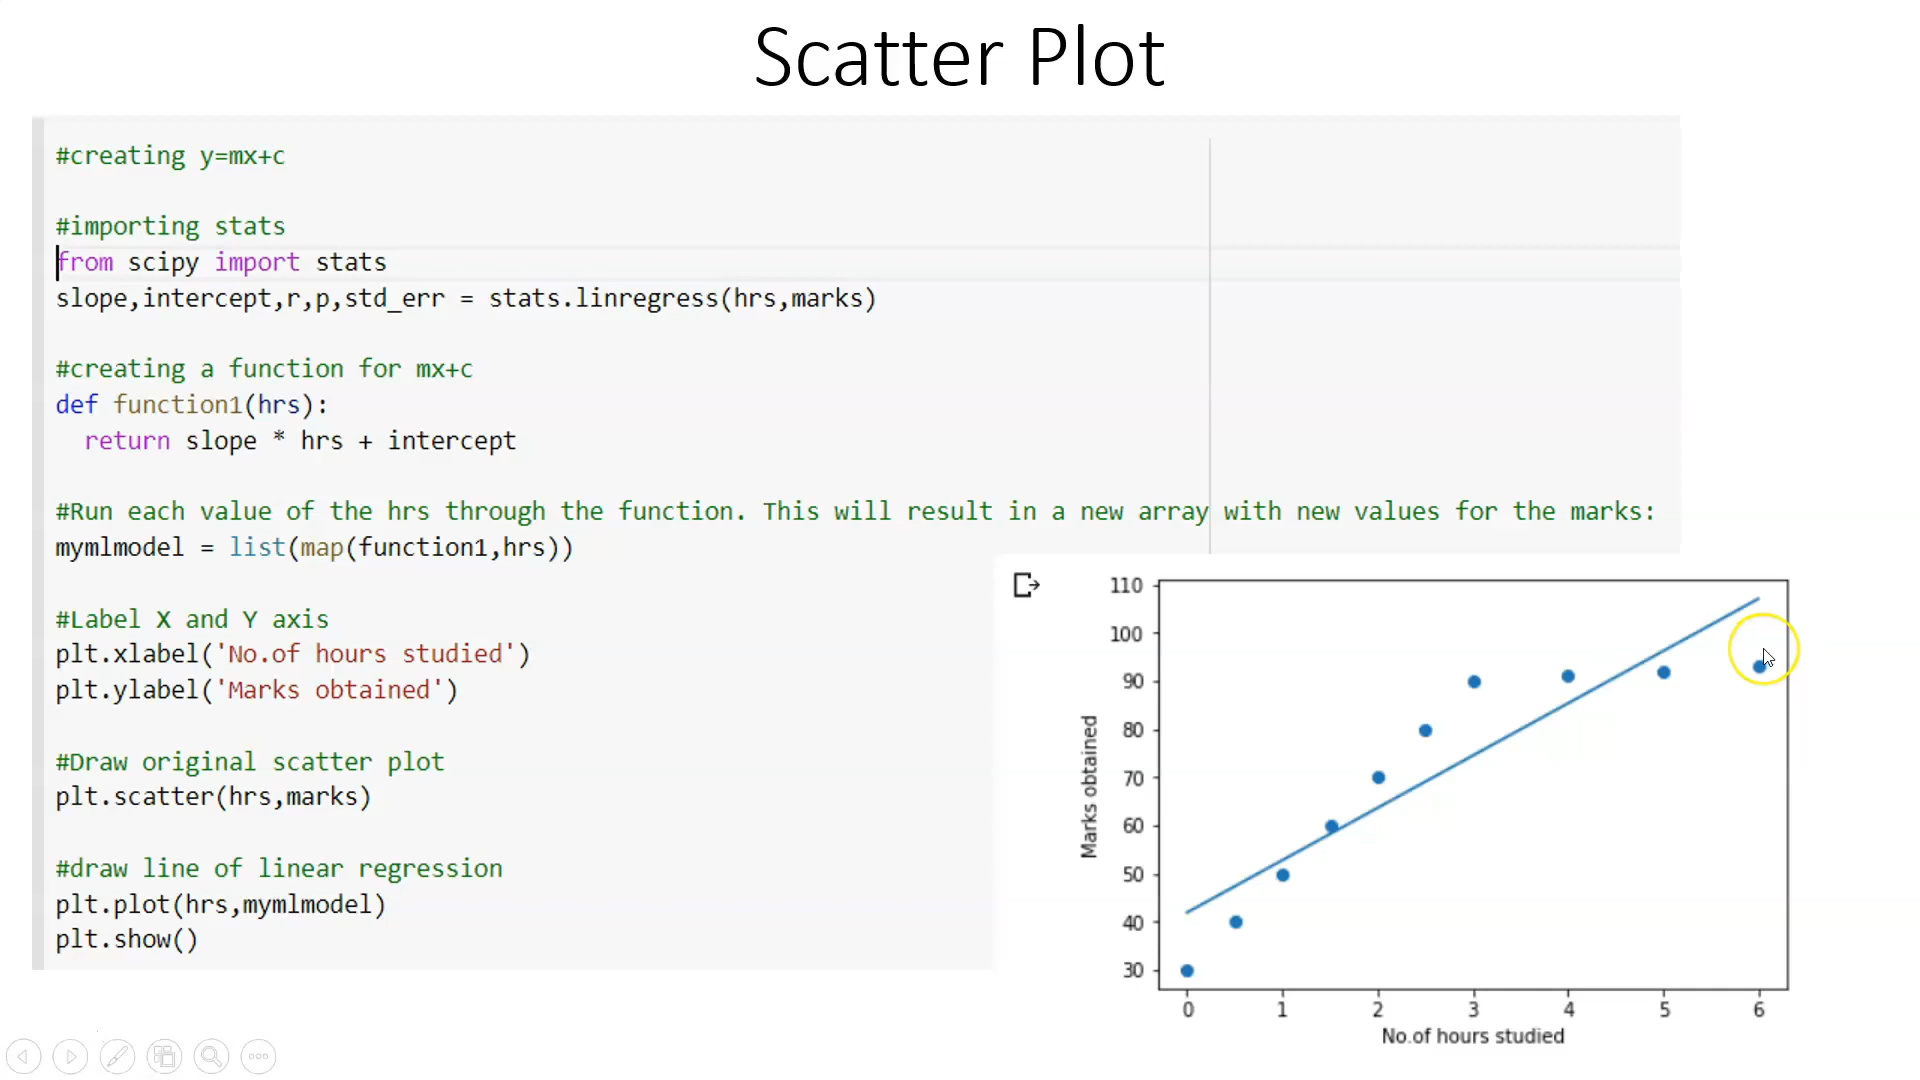 Scatter Plot
#creating y=mx+c
#importing stats
from scipy import stats
slope,intercept,r,p,std_err = stats.linregress(hrs,marks)
#creating a function for mx+c
def function1(hrs):
  return slope * hrs + intercept
#Run each value of the hrs through the function. This will result in a new array with new values for the marks:
mymlmodel = list(map(function1,hrs))
#Label X and Y axis
plt.xlabel('No.of hours studied')
plt.ylabel('Marks obtained')
#Draw original scatter plot
plt.scatter(hrs,marks)
#draw line of linear regression
plt.plot(hrs,mymlmodel)
plt.show()
110
100
90
80
70
60
50
40
30
Marks obtained
0 1 2 3 4 5 6
No.of hours studied